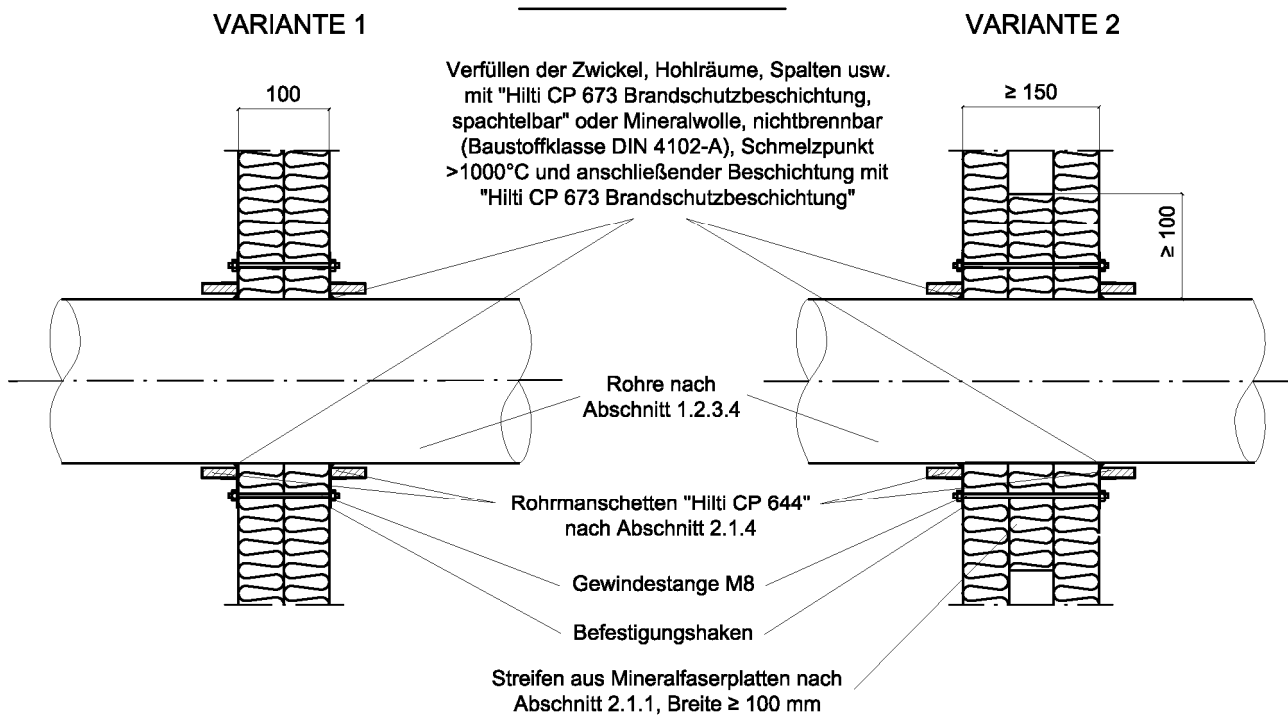 VARIANTE 1
VARIANTE 2
Verfüllen der Zwickel, Hohlräume, Spalten usw.
mit "Hilti CP 673 Brandschutzbeschichtung,
spachtelbar" oder Mineralwolle, nichtbrennbar
(Baustoffklasse DIN 4102-A), Schmelzpunkt
>1000°C und anschließender Beschichtung mit
"Hilti CP 673 Brandschutzbeschichtung"
100
≥ 150
≥ 100
Rohre nach
Abschnitt 1.2.3.4
Rohrmanschetten "Hilti CP 644"
nach Abschnitt 2.1.4
Gewindestange M8
Befestigungshaken
Streifen aus Mineralfaserplatten nach
Abschnitt 2.1.1, Breite ≥ 100 mm